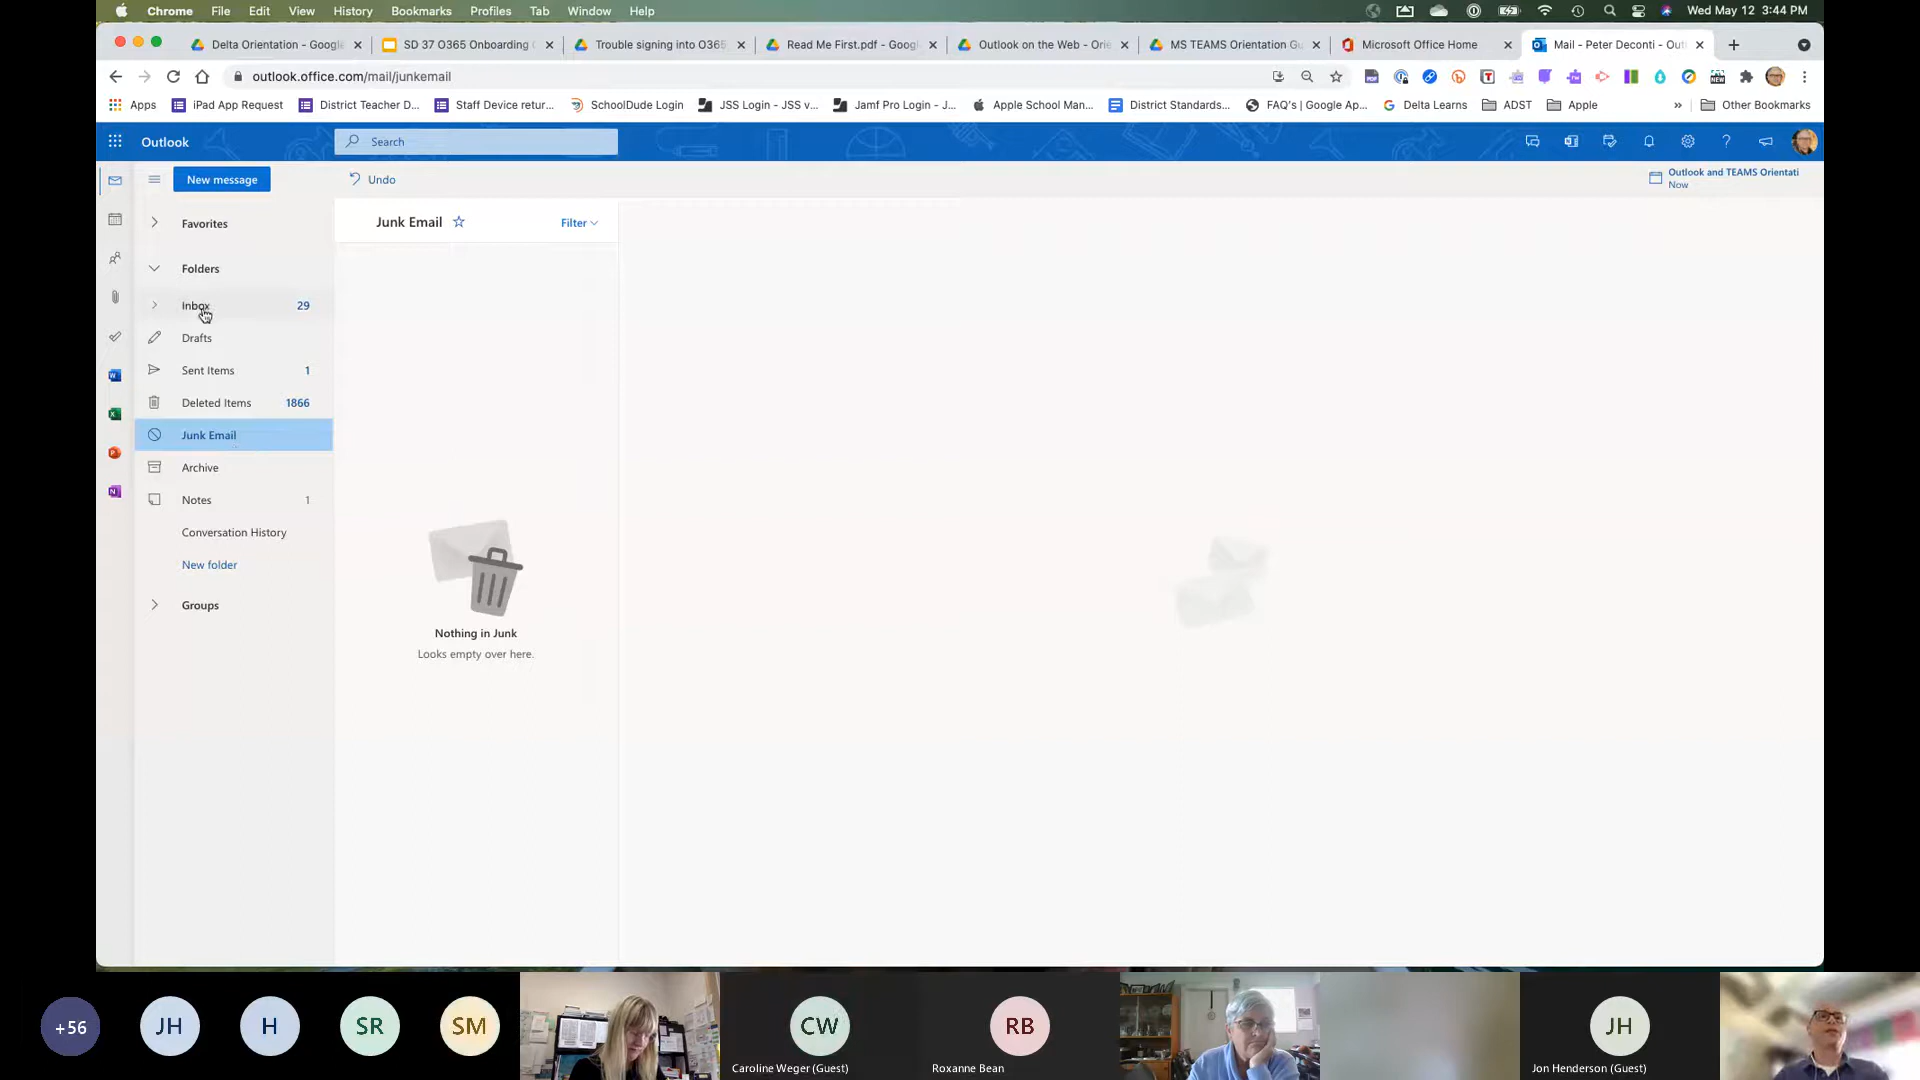 Chrome File Edit View History Bookmarks Profiles Tab Window Help Wed May 12 3:44 PM
Delta Orientation - Google SD 37 O365 Onboarding Trouble signing into O365 Read Me First.pdf - Goog Outlook on the Web - Orie MS TEAMS Orientation Gu Microsoft Office Home Mail - Peter Deconti - Out
outlook.office.com/mail/junkemail
Apps iPad App Request District Teacher D... Staff Device retur... SchoolDude Login JSS Login - JSS v... Jamf Pro Login - J... Apple School Man... District Standards... FAQ's | Google Ap... Delta Learns ADST Apple » Other Bookmarks
Outlook Search
New message Undo Outlook and TEAMS Orientati
Now
Favorites Junk Email Filter
Folders
Inbox 29
Drafts
Sent Items 1
Deleted Items 1866
Junk Email
Archive
Notes 1
Conversation History
New folder
Groups
Nothing in Junk
Looks empty over here.
+56 JH H SR SM CW RB JH
Caroline Weger (Guest) Roxanne Bean Jon Henderson (Guest)